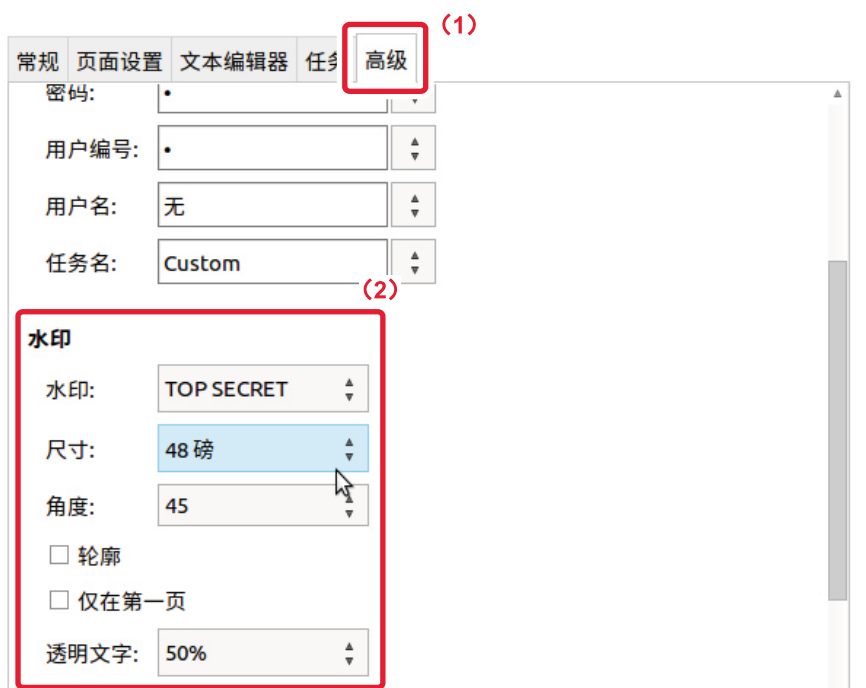 (1)
常规 页面设置 文本编辑器 任务 高级
密码: •
用户编号: •
用户名: 无
任务名: Custom
(2)
水印
水印: TOP SECRET
尺寸: 48 磅
角度: 45
轮廓
仅在第一页
透明文字: 50%